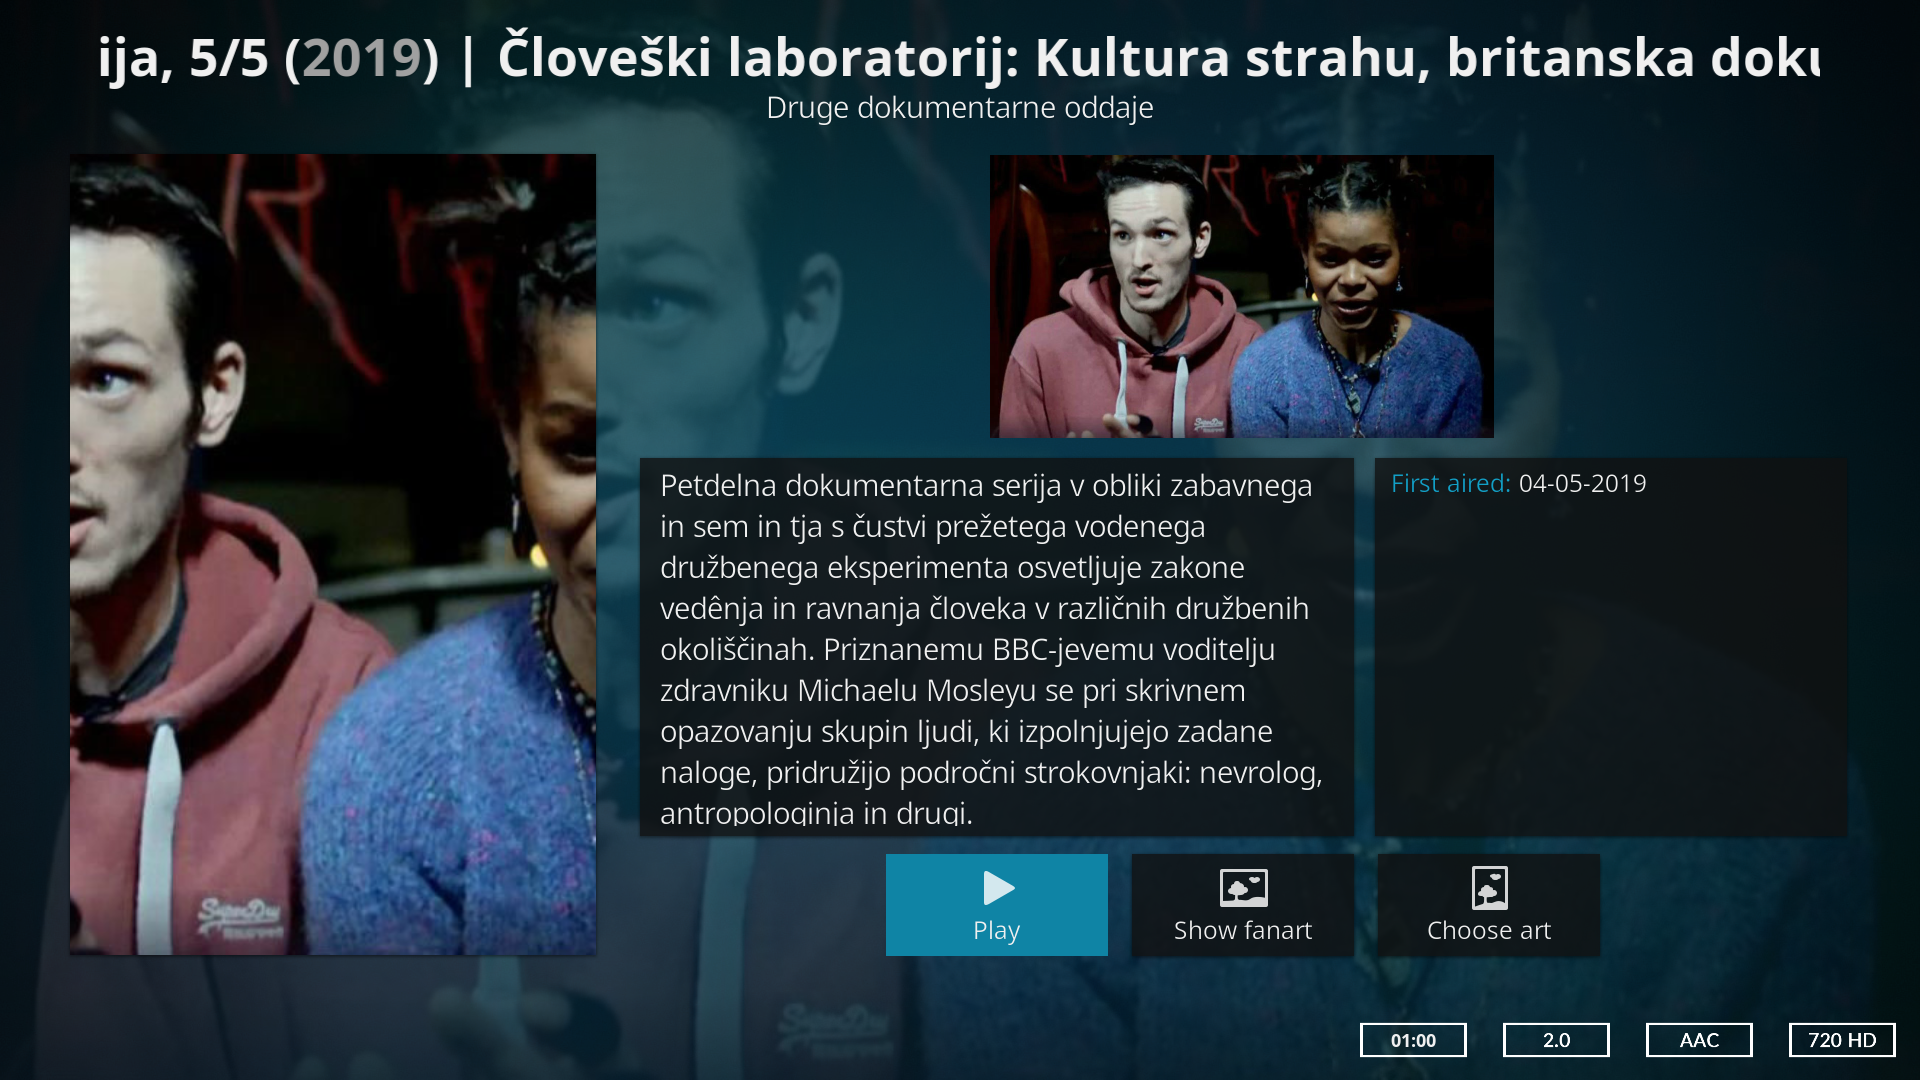 ija, 5/5 (2019) | Človeški laboratorij: Kultura strahu, britanska doku
Druge dokumentarne oddaje
Petdelna dokumentarna serija v obliki zabavnega
in sem in tja s čustvi prežetega vodenega
družbenega eksperimenta osvetljuje zakone
vedênja in ravnanja človeka v različnih družbenih
okoliščinah. Priznanemu BBC-jevemu voditelju
zdravniku Michaelu Mosleyu se pri skrivnem
opazovanju skupin ljudi, ki izpolnjujejo zadane
naloge, pridružijo področni strokovnjaki: nevrolog,
antropologinja in drugi.
First aired: 04-05-2019
Play
Show fanart
Choose art
01:00
2.0
AAC
720 HD